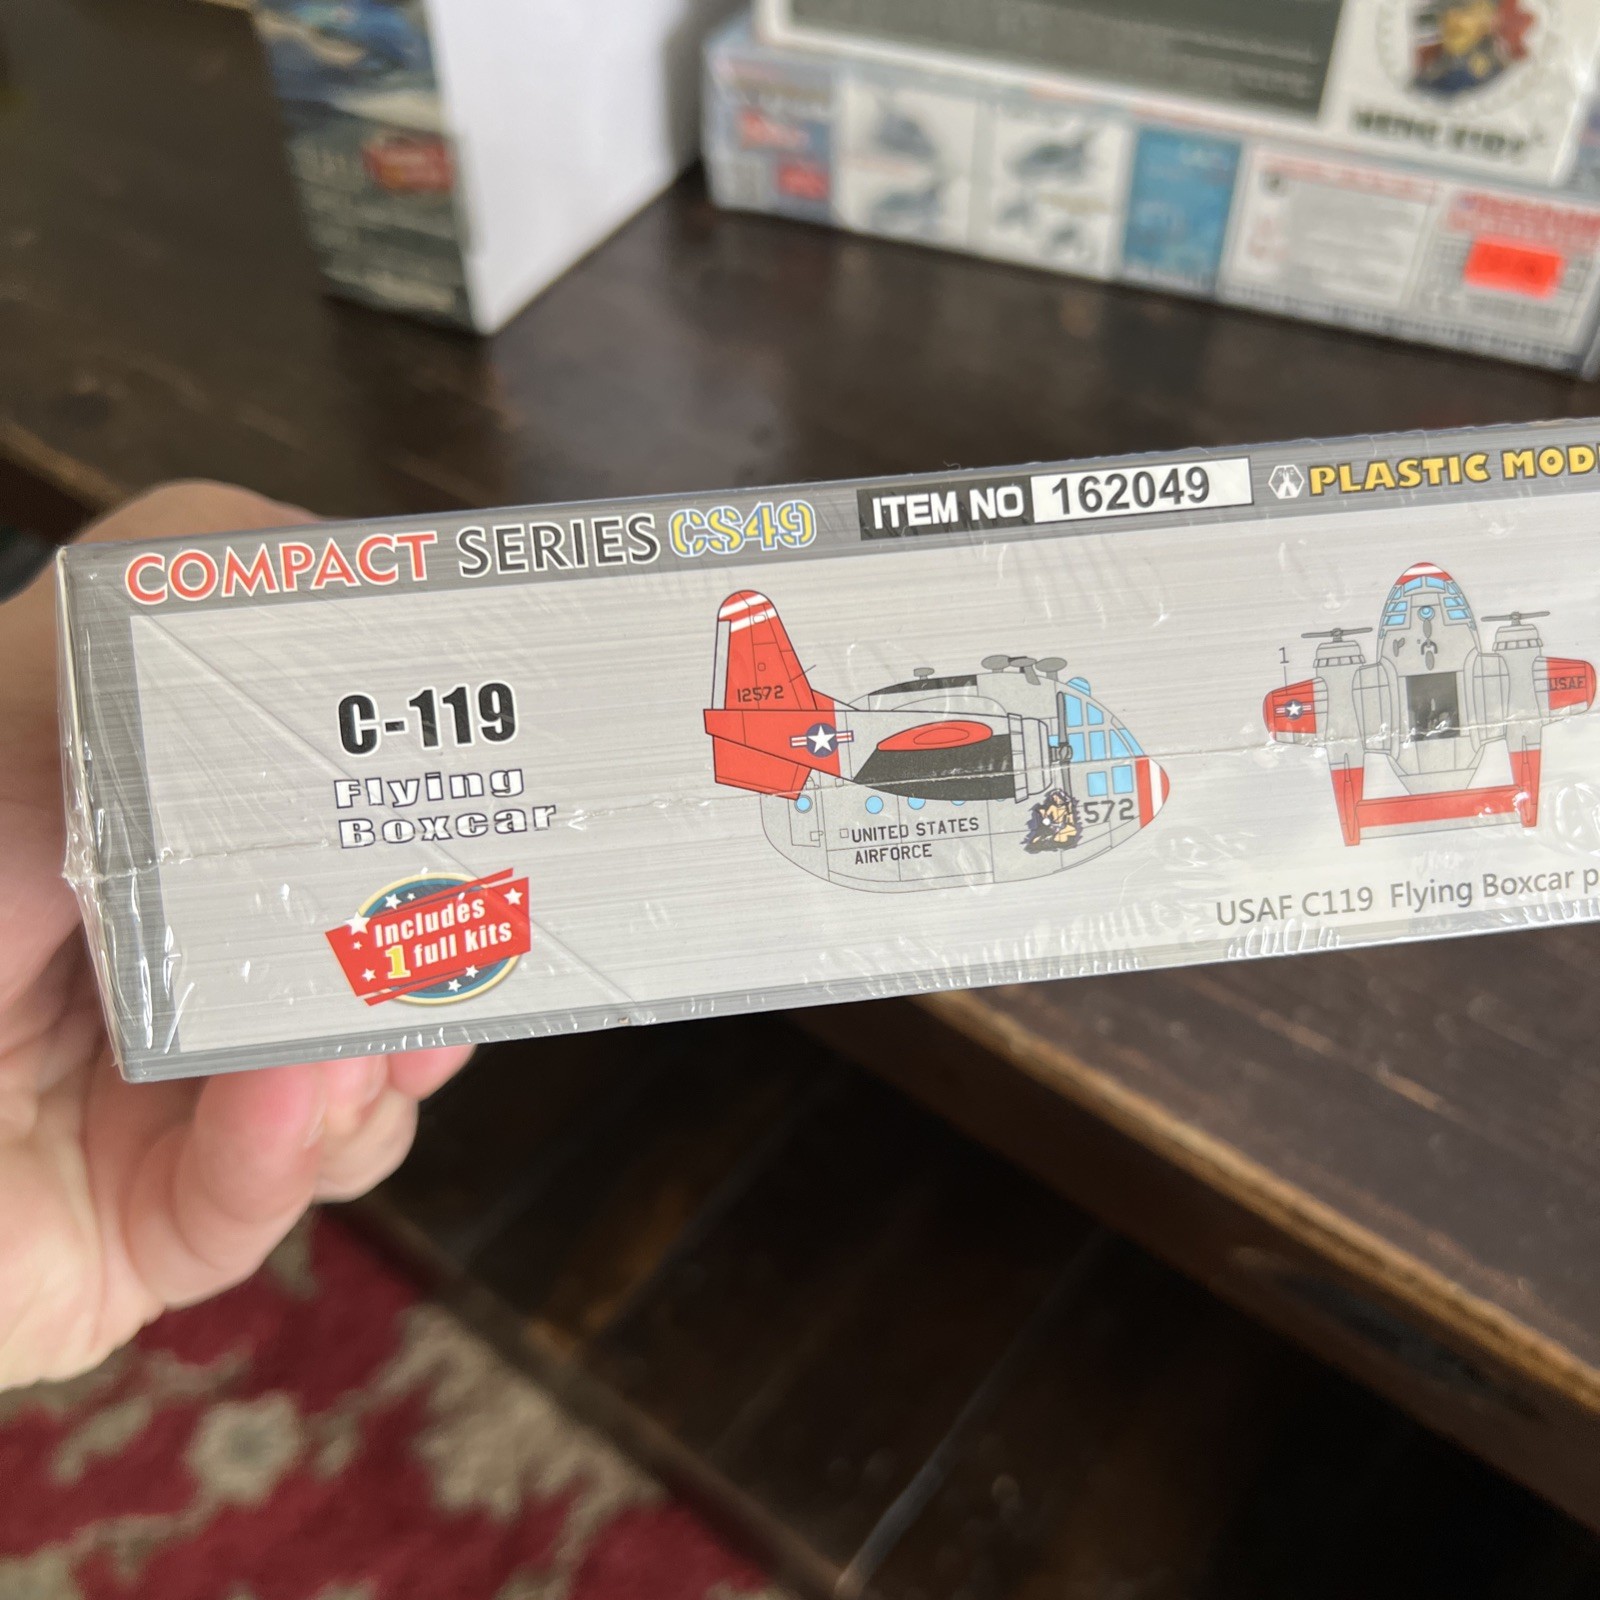 COMPACT SERIES CS49
ITEM NO 162049
PLASTIC MOD
C-119
Flying
Boxcar
Includes
1 full kits
12572
572
UNITED STATES
AIRFORCE
1
USAF
USAF C119 Flying Boxcar p